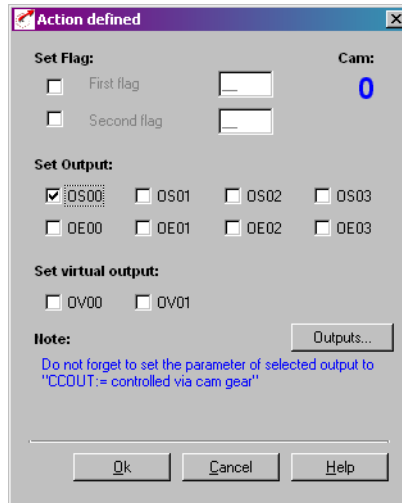 Action defined
Set Flag: Cam:
First flag __ 0
Second flag __
Set Output:
OS00 OS01 OS02 OS03
OE00 OE01 OE02 OE03
Set virtual output:
OV00 OV01
Note: Outputs...
Do not forget to set the parameter of selected output to
"CCOUT:= controlled via cam gear"
Ok Cancel Help